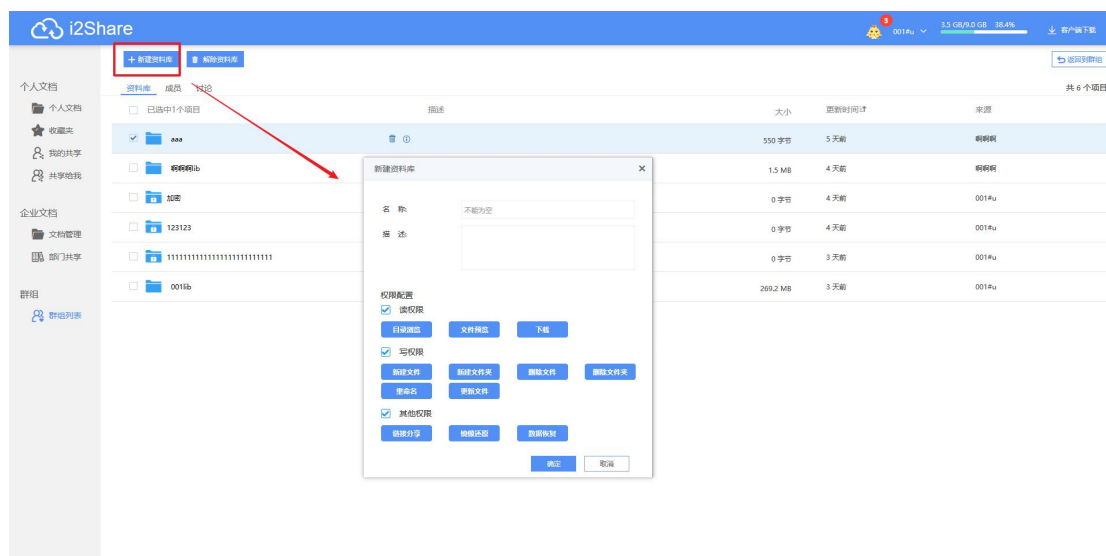 i2Share
3
001#u
3.5 GB/9.0 GB 38.4%
客户端下载
+ 新建资料库
解除资料库
返回到群组
个人文档
资料库 成员 讨论
共 6 个项目
个人文档
已选中1个项目 描述 大小 更新时间 来源
收藏夹
aaa 550 字节 5 天前 啊啊啊
我的共享
共享给我
啊啊啊lib 1.5 MB 4 天前 啊啊啊
加密 0 字节 4 天前 001#u
企业文档
文档管理
123123 0 字节 4 天前 001#u
部门共享
11111111111111111111111111 0 字节 3 天前 001#u
群组
001lib 269.2 MB 3 天前 001#u
群组列表
新建资料库
名 称: 不能为空
描 述:
权限配置
读权限
目录浏览 文件预览 下载
写权限
新建文件 新建文件夹 删除文件 删除文件夹
重命名 更新文件
其他权限
链接分享 镜像还原 数据恢复
确定 取消